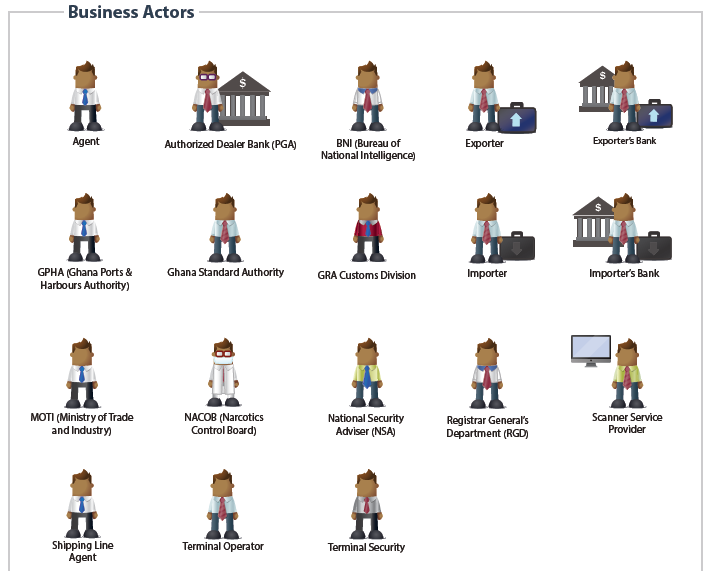 Business Actors
$
$
Agent
Authorized Dealer Bank (PGA)
BNI (Bureau of
National Intelligence)
Exporter
Exporter's Bank
$
GPHA (Ghana Ports &
Harbours Authority)
Ghana Standard Authority
GRA Customs Division
Importer
Importer's Bank
MOTI (Ministry of Trade
and Industry)
NACOB (Narcotics
Control Board)
National Security
Adviser (NSA)
Registrar General's
Department (RGD)
Scanner Service
Provider
Shipping Line
Agent
Terminal Operator
Terminal Security